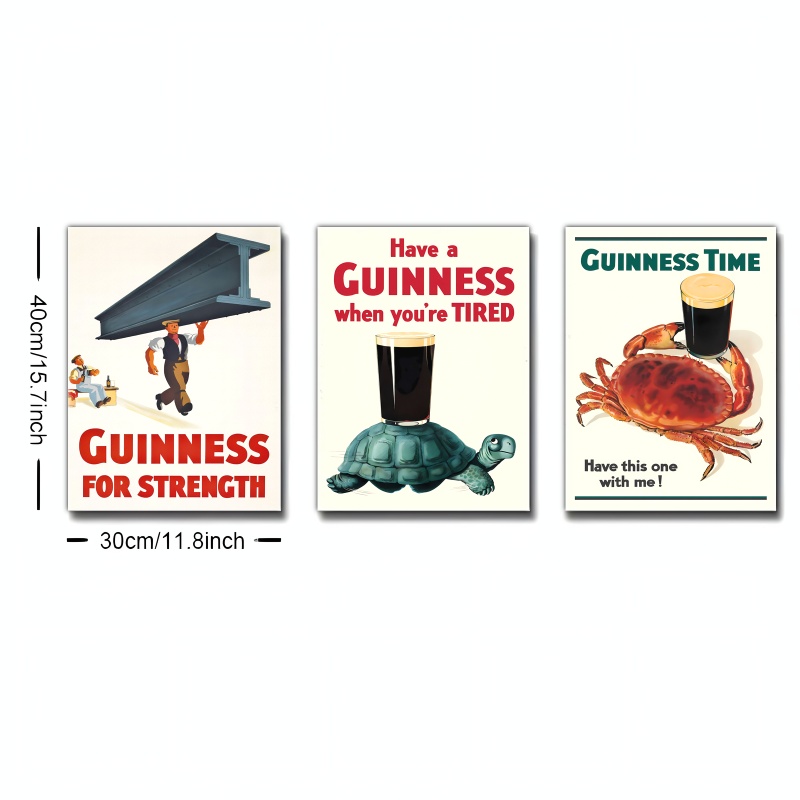 40cm/15.7inch
GUINNESS
FOR STRENGTH
30cm/11.8inch
Have a
GUINNESS
when you're TIRED
GUINNESS TIME
Have this one
with me!